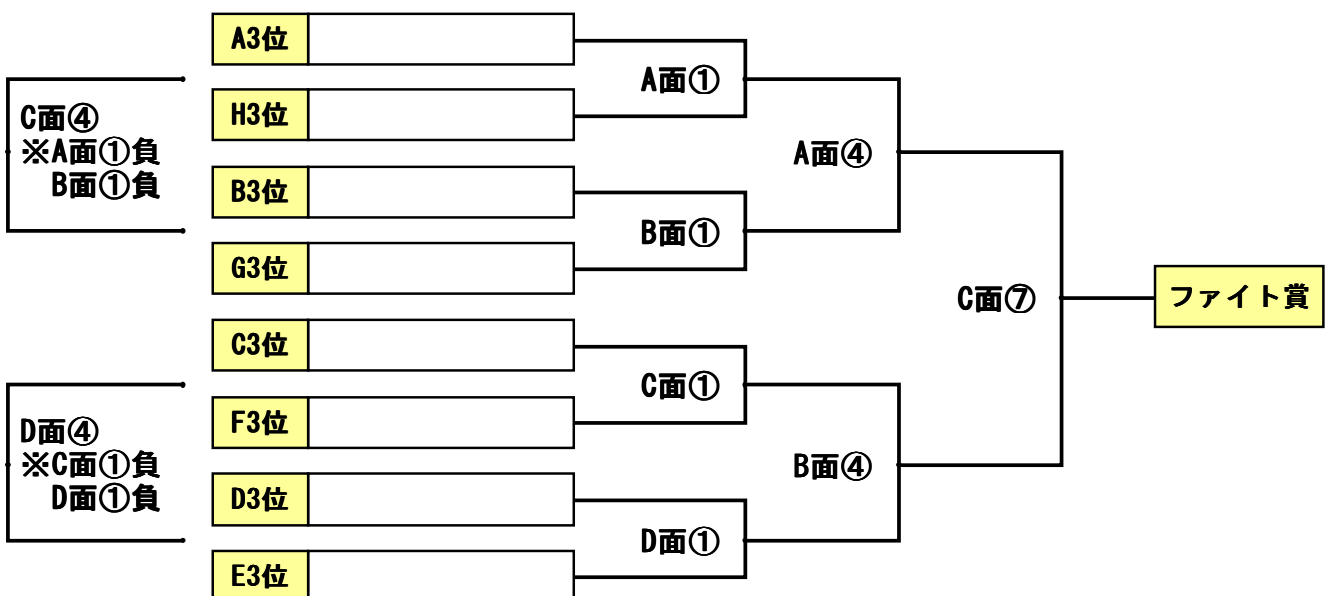 A3位
A面①
H3位
C面④
※A面①負
B面①負
A面④
B3位
B面①
G3位
C面⑦
ファイト賞
C3位
C面①
F3位
D面④
※C面①負
D面①負
B面④
D3位
D面①
E3位